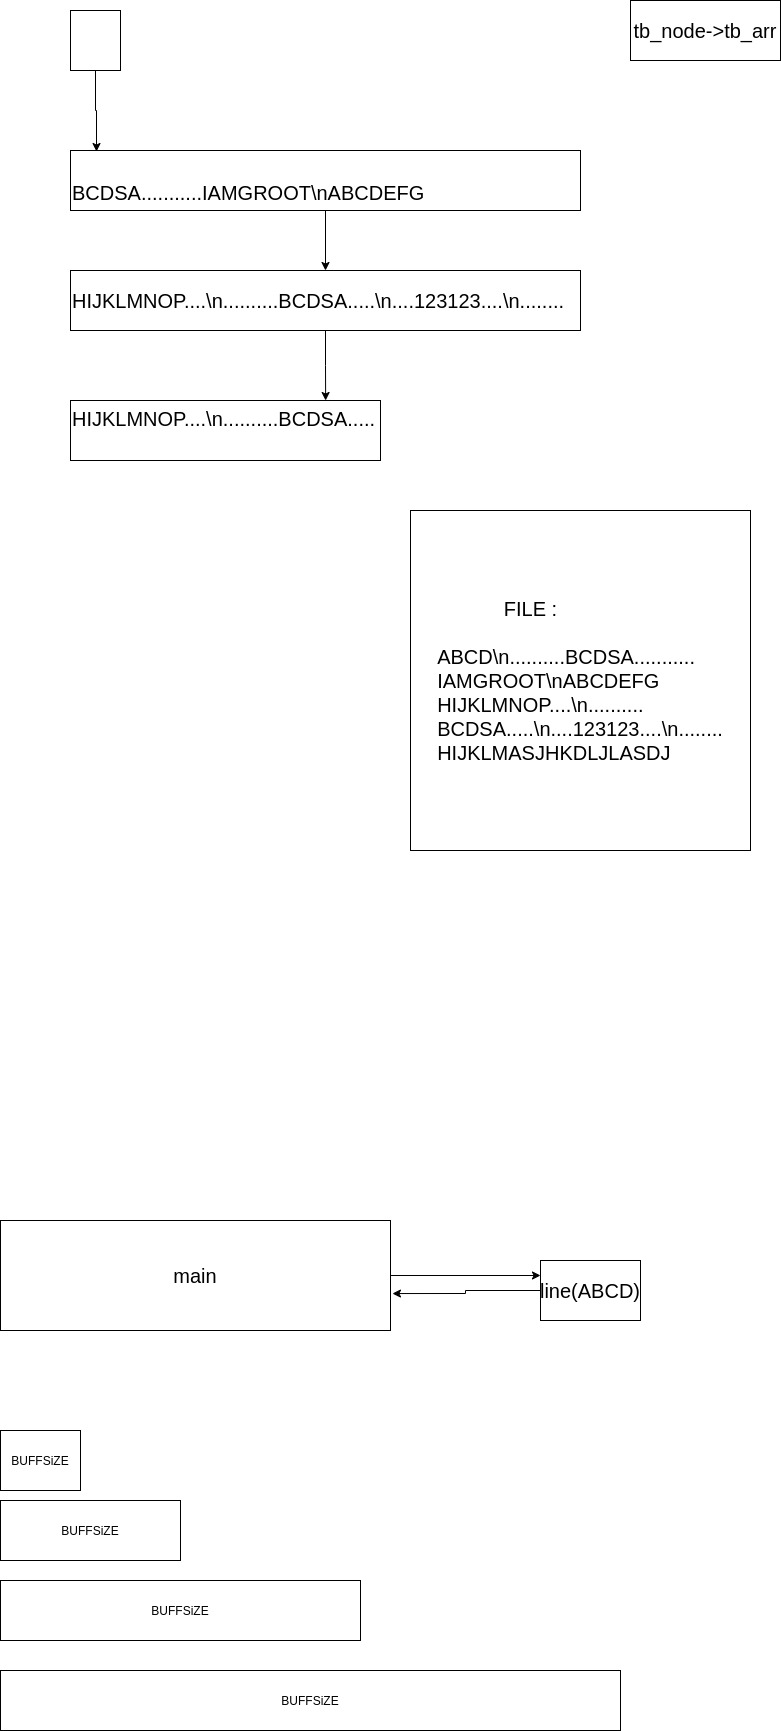 tb_node->tb_arr
BCDSA...........IAMGROOT\nABCDEFG
HIJKLMNOP....\n..........BCDSA.....\n....123123....\n........
HIJKLMNOP....\n..........BCDSA.....
FILE :
ABCD\n..........BCDSA...........
IAMGROOT\nABCDEFG
HIJKLMNOP....\n..........
BCDSA.....\n....123123....\n........
HIJKLMASJHKDLJLASDJ
main
line(ABCD)
BUFFSiZE
BUFFSiZE
BUFFSiZE
BUFFSiZE